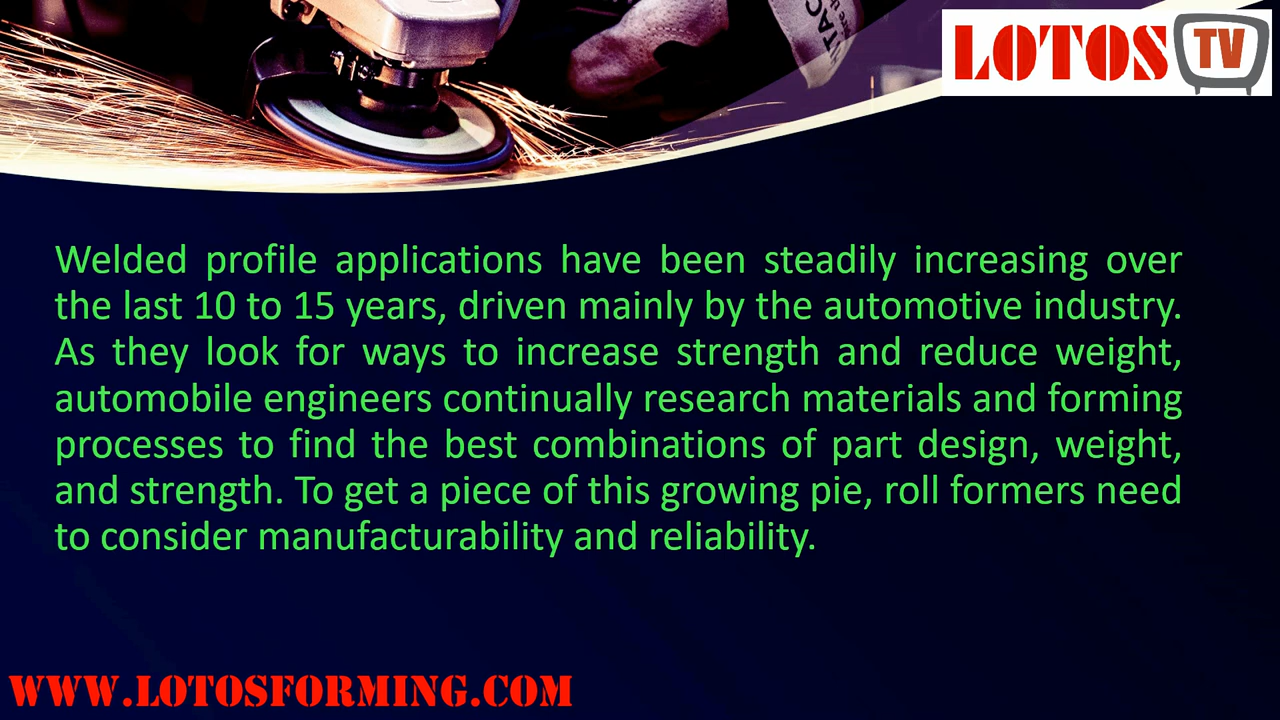 LOTOS TV
Welded profile applications have been steadily increasing over
the last 10 to 15 years, driven mainly by the automotive industry.
As they look for ways to increase strength and reduce weight,
automobile engineers continually research materials and forming
processes to find the best combinations of part design, weight,
and strength. To get a piece of this growing pie, roll formers need
to consider manufacturability and reliability.
WWW.LOTOSFORMING.COM